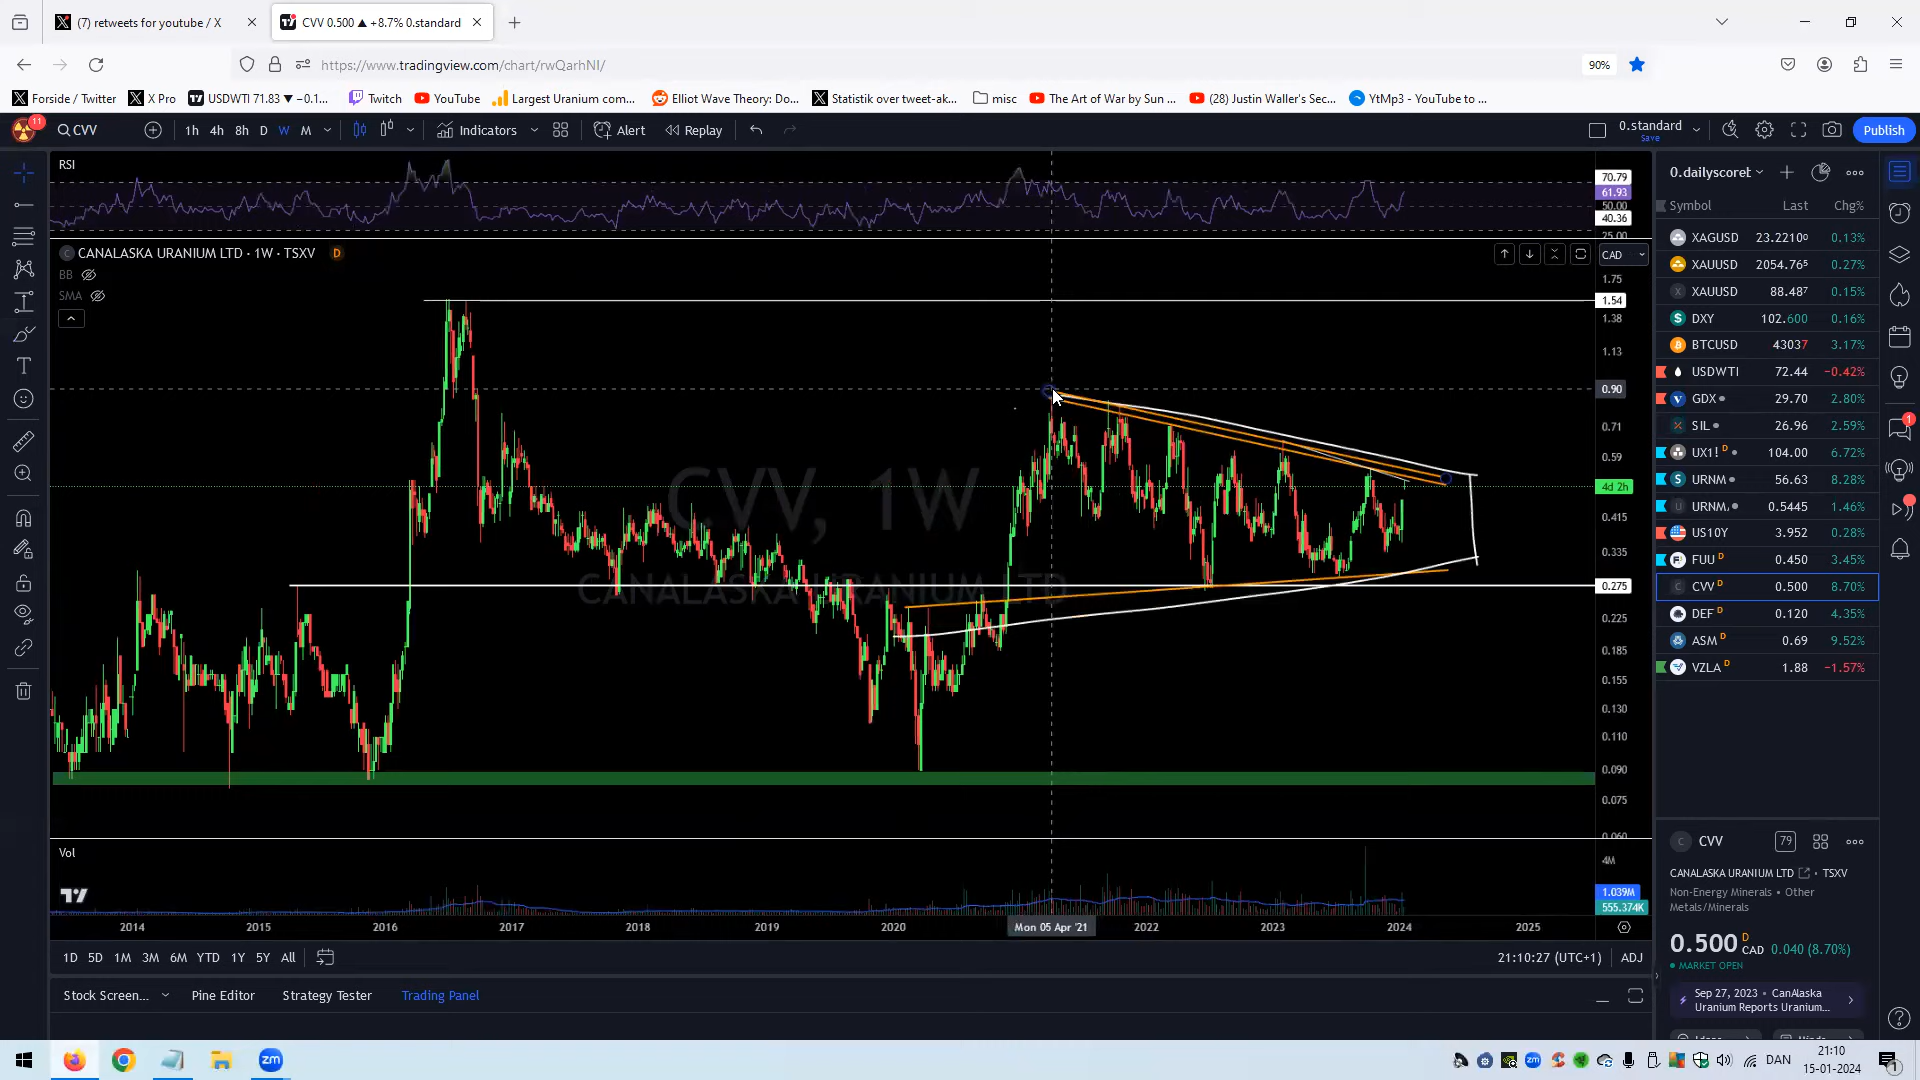 (7) retweets for youtube / X
CVV 0.500 ▲ +8.7% 0.standard
https://www.tradingview.com/chart/rwQarhNI/
90%
Forside / Twitter
X Pro
USDWTI 71.83 ▼ −0.1...
Twitch
YouTube
Largest Uranium com...
Elliot Wave Theory: Do...
Statistik over tweet-ak...
misc
The Art of War by Sun ...
(28) Justin Waller's Sec...
YtMp3 - YouTube to ...
11
CVV
1h 4h 8h D W M
Indicators
Alert
Replay
0.standard
Save
Publish
RSI
70.79
61.93
50.00
40.36
25.00
CANALASKA URANIUM LTD · 1W · TSXV
D
BB
SMA
CAD
CVV, 1W
CANALASKA URANIUM LTD
1.75
1.54
1.38
1.13
0.90
0.71
0.59
4d 2h
0.415
0.335
0.275
0.225
0.185
0.155
0.130
0.110
0.090
0.075
0.060
Vol
4M
1.039M
555.374K
2014 2015 2016 2017 2018 2019 2020 Mon 05 Apr '21 2022 2023 2024 2025
1D 5D 1M 3M 6M YTD 1Y 5Y All
21:10:27 (UTC+1)
ADJ
Stock Screen...
Pine Editor
Strategy Tester
Trading Panel
0.dailyscoret
Symbol Last Chg%
XAGUSD 23.2210⁰ 0.13%
XAUUSD 2054.76⁵ 0.27%
XAUUSD 88.48⁷ 0.15%
DXY 102.600 0.16%
BTCUSD 43037 3.17%
USDWTI 72.44 −0.42%
GDX 29.70 2.80%
SIL 26.96 2.59%
UX1! D 104.00 6.72%
URNM 56.63 8.28%
URNM, 0.5445 1.46%
US10Y 3.952 0.28%
FUU D 0.450 3.45%
CVV D 0.500 8.70%
DEF D 0.120 4.35%
ASM D 0.69 9.52%
VZLA D 1.88 −1.57%
1
CVV
79
CANALASKA URANIUM LTD
TSXV
Non-Energy Minerals • Other
Metals/Minerals
0.500 D CAD 0.040 (8.70%)
MARKET OPEN
Sep 27, 2023 • CanAlaska
Uranium Reports Uranium...
zm
zm
DAN
21:10
15-01-2024
1